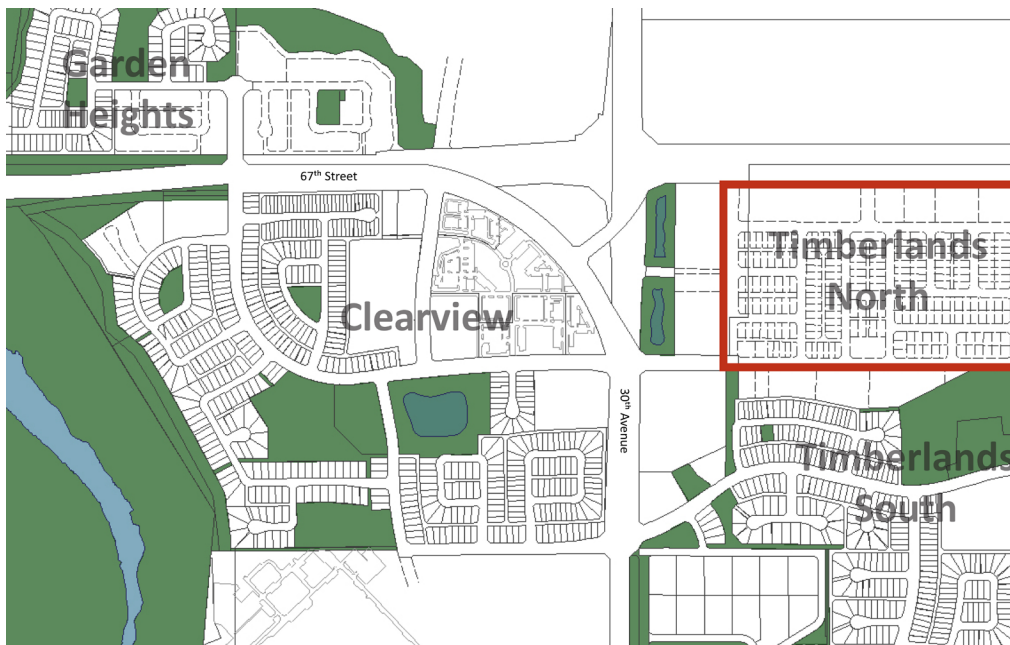 Garden
Heights
67th Street
Timberlands
North
Clearview
30th Avenue
Timberlands
South